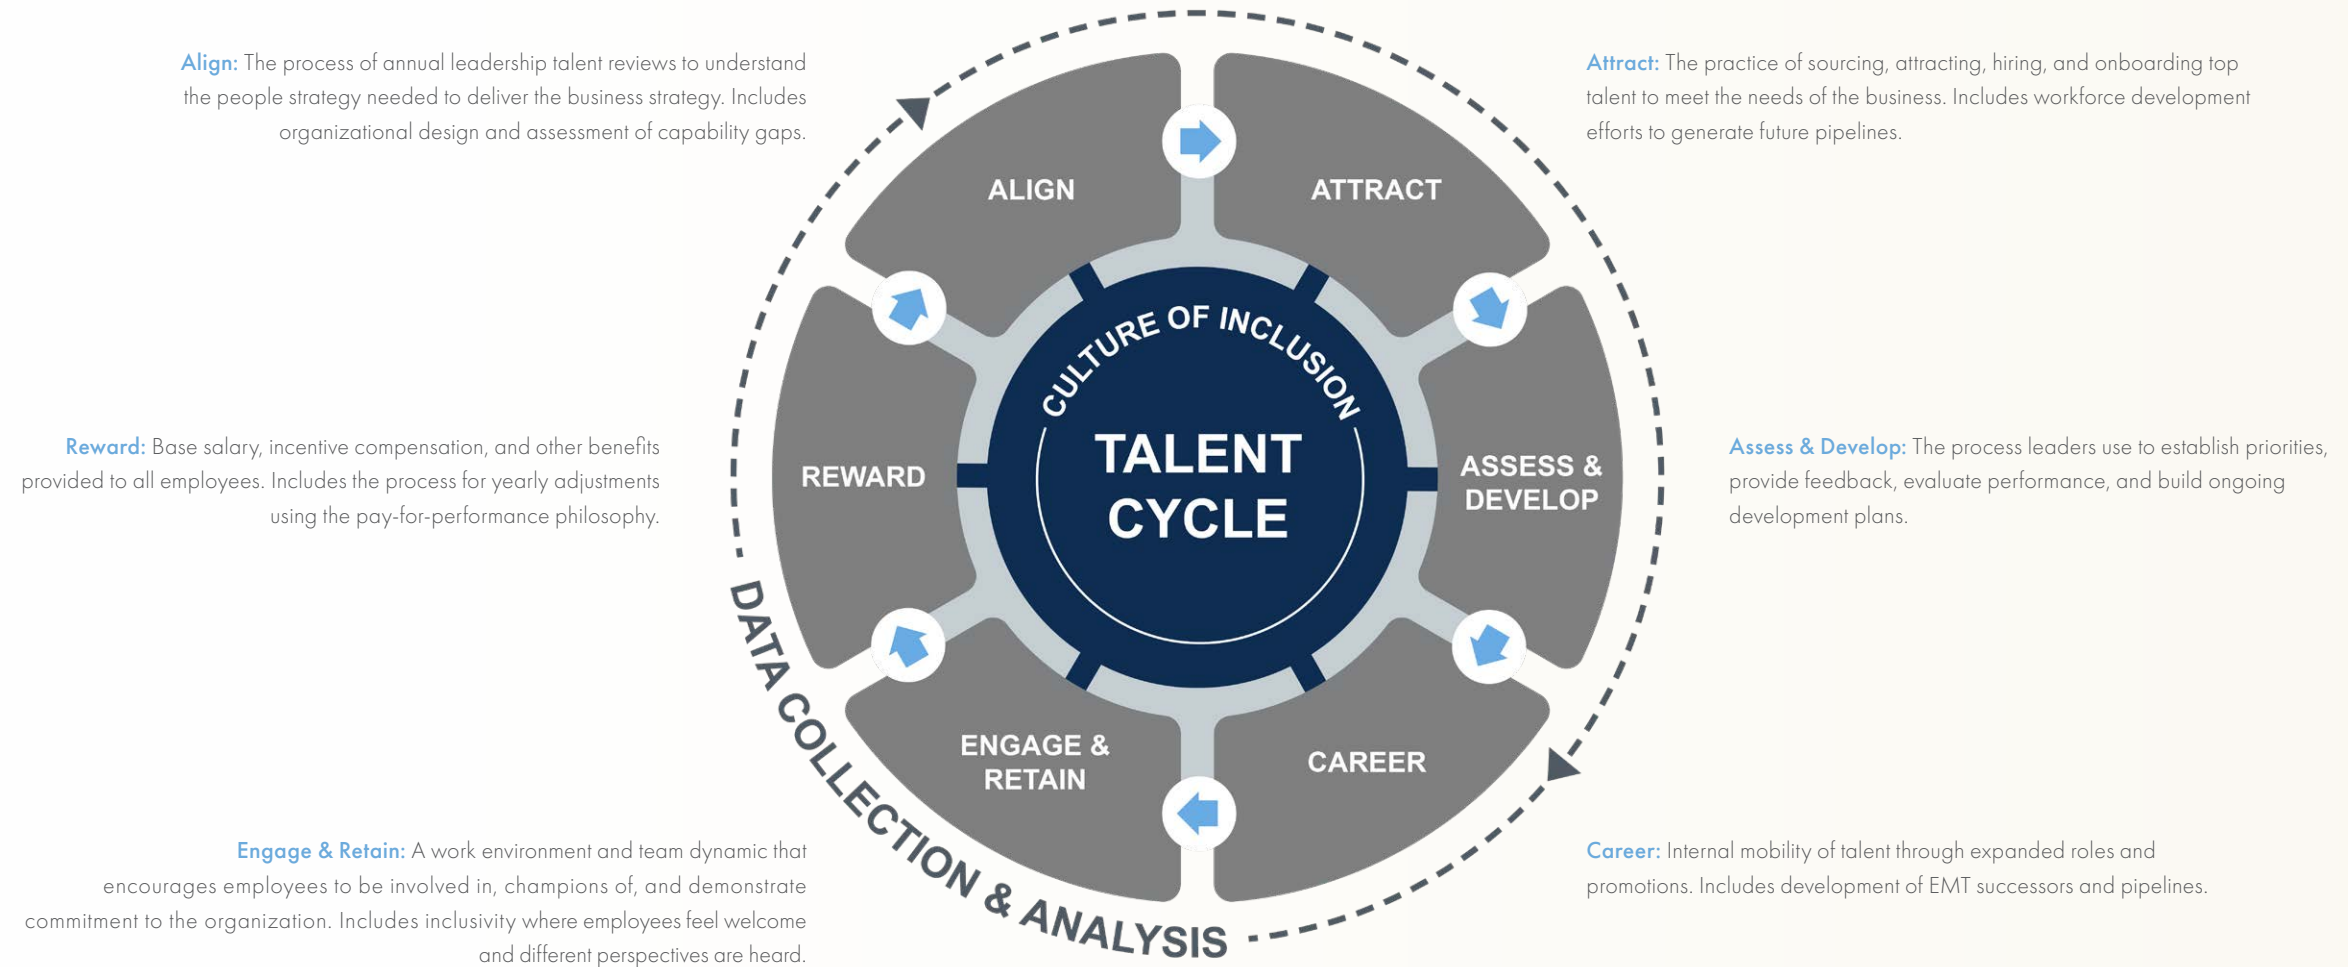 Align: The process of annual leadership talent reviews to understand
the people strategy needed to deliver the business strategy. Includes
organizational design and assessment of capability gaps.
Attract: The practice of sourcing, attracting, hiring, and onboarding top
talent to meet the needs of the business. Includes workforce development
efforts to generate future pipelines.
ALIGN
ATTRACT
CULTURE OF INCLUSION
TALENT
CYCLE
Reward: Base salary, incentive compensation, and other benefits
provided to all employees. Includes the process for yearly adjustments
using the pay-for-performance philosophy.
REWARD
ASSESS &
DEVELOP
Assess & Develop: The process leaders use to establish priorities,
provide feedback, evaluate performance, and build ongoing
development plans.
ENGAGE &
RETAIN
CAREER
DATA COLLECTION & ANALYSIS
Engage & Retain: A work environment and team dynamic that
encourages employees to be involved in, champions of, and demonstrate
commitment to the organization. Includes inclusivity where employees feel welcome
and different perspectives are heard.
Career: Internal mobility of talent through expanded roles and
promotions. Includes development of EMT successors and pipelines.